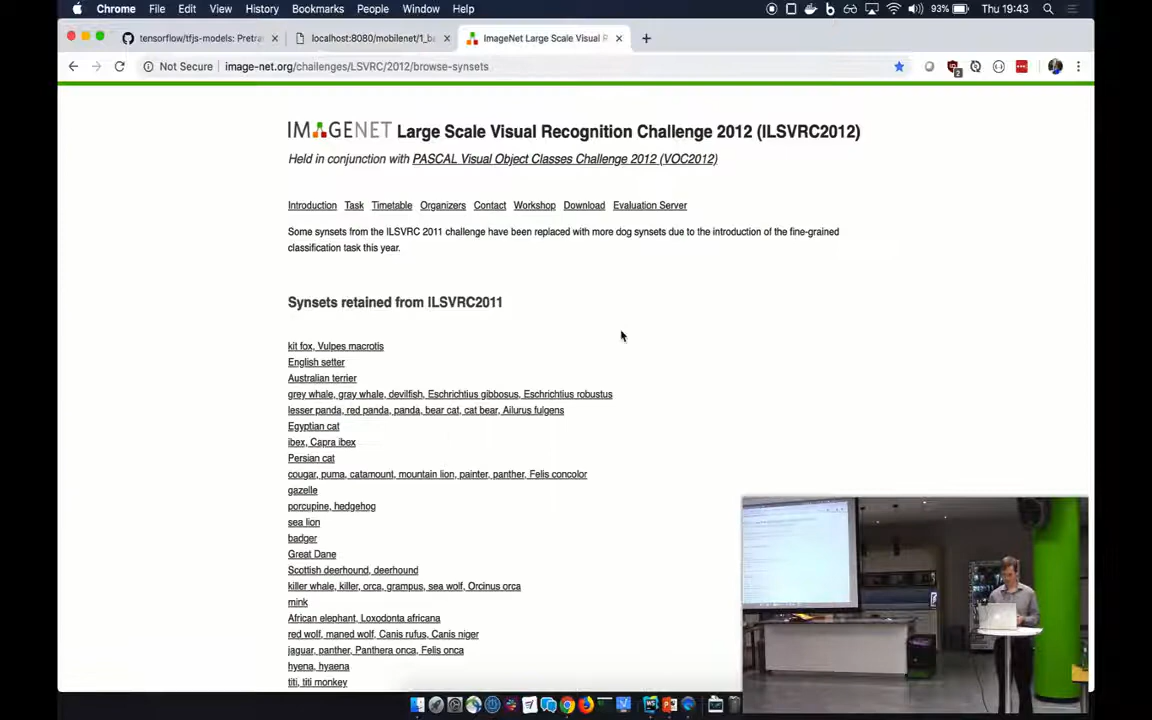 Chrome File Edit View History Bookmarks People Window Help 93% Thu 19:43
tensorflow/tfjs-models: Pretra localhost:8080/mobilenet/1_ba ImageNet Large Scale Visual R
Not Secure image-net.org/challenges/LSVRC/2012/browse-synsets 2
IMAGENET Large Scale Visual Recognition Challenge 2012 (ILSVRC2012)
Held in conjunction with PASCAL Visual Object Classes Challenge 2012 (VOC2012)
Introduction Task Timetable Organizers Contact Workshop Download Evaluation Server
Some synsets from the ILSVRC 2011 challenge have been replaced with more dog synsets due to the introduction of the fine-grained
classification task this year.
Synsets retained from ILSVRC2011
kit fox, Vulpes macrotis
English setter
Australian terrier
grey whale, gray whale, devilfish, Eschrichtius gibbosus, Eschrichtius robustus
lesser panda, red panda, panda, bear cat, cat bear, Ailurus fulgens
Egyptian cat
ibex, Capra ibex
Persian cat
cougar, puma, catamount, mountain lion, painter, panther, Felis concolor
gazelle
porcupine, hedgehog
sea lion
badger
Great Dane
Scottish deerhound, deerhound
killer whale, killer, orca, grampus, sea wolf, Orcinus orca
mink
African elephant, Loxodonta africana
red wolf, maned wolf, Canis rufus, Canis niger
jaguar, panther, Panthera onca, Felis onca
hyena, hyaena
titi, titi monkey